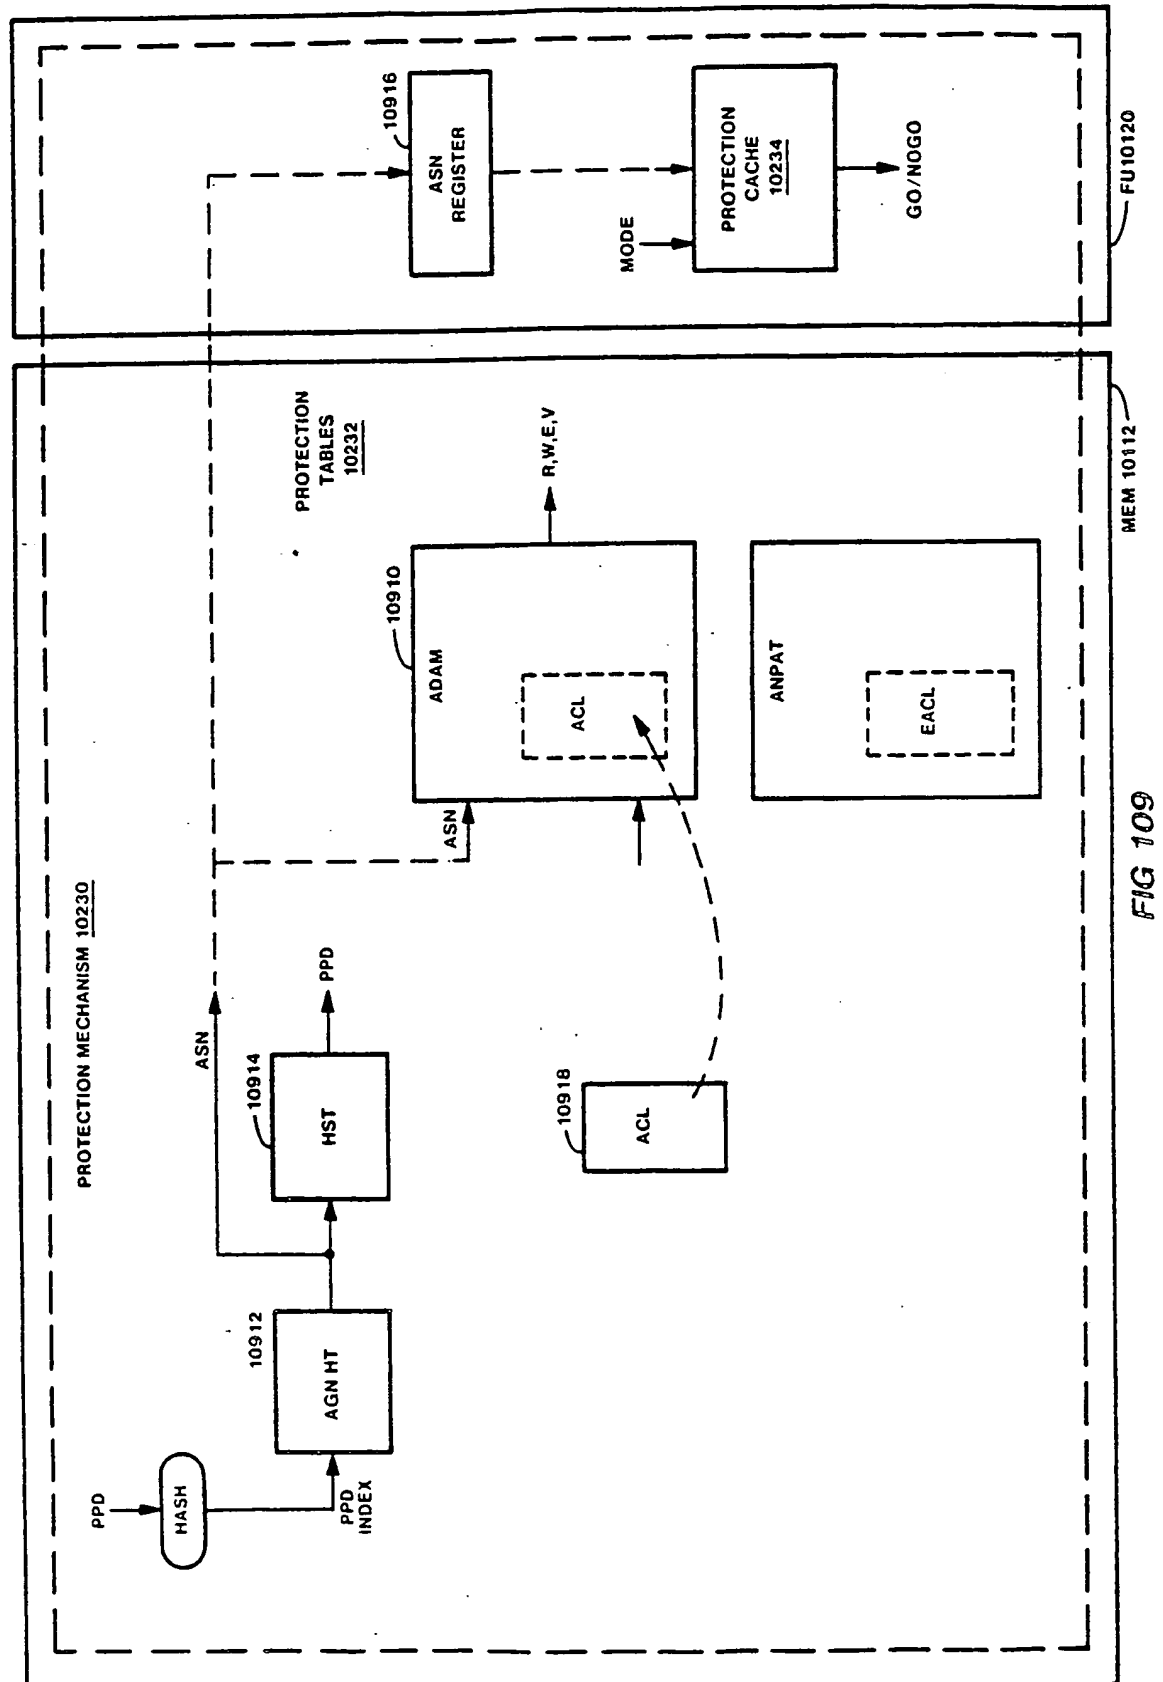 PROTECTION MECHANISM 10230
PPD
HASH
PPD
INDEX
10912
AGN HT
ASN
10914
HST
PPD
10918
ACL
ASN
10910
ADAM
ACL
R,W,E,V
PROTECTION
TABLES
10232
ANPAT
EACL
MEM 10112
10916
ASN
REGISTER
MODE
PROTECTION
CACHE
10234
GO/NOGO
FU10120
FIG 109